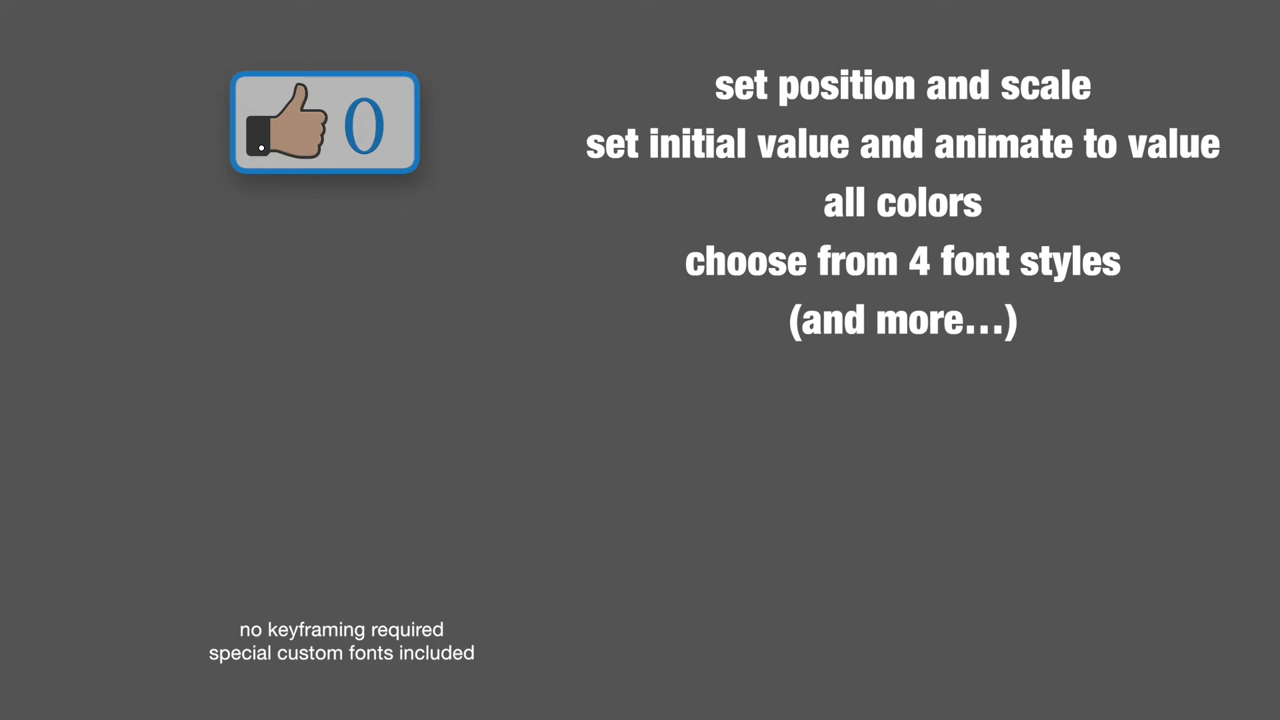 0
set position and scale
set initial value and animate to value
all colors
choose from 4 font styles
(and more...)
no keyframing required
special custom fonts included